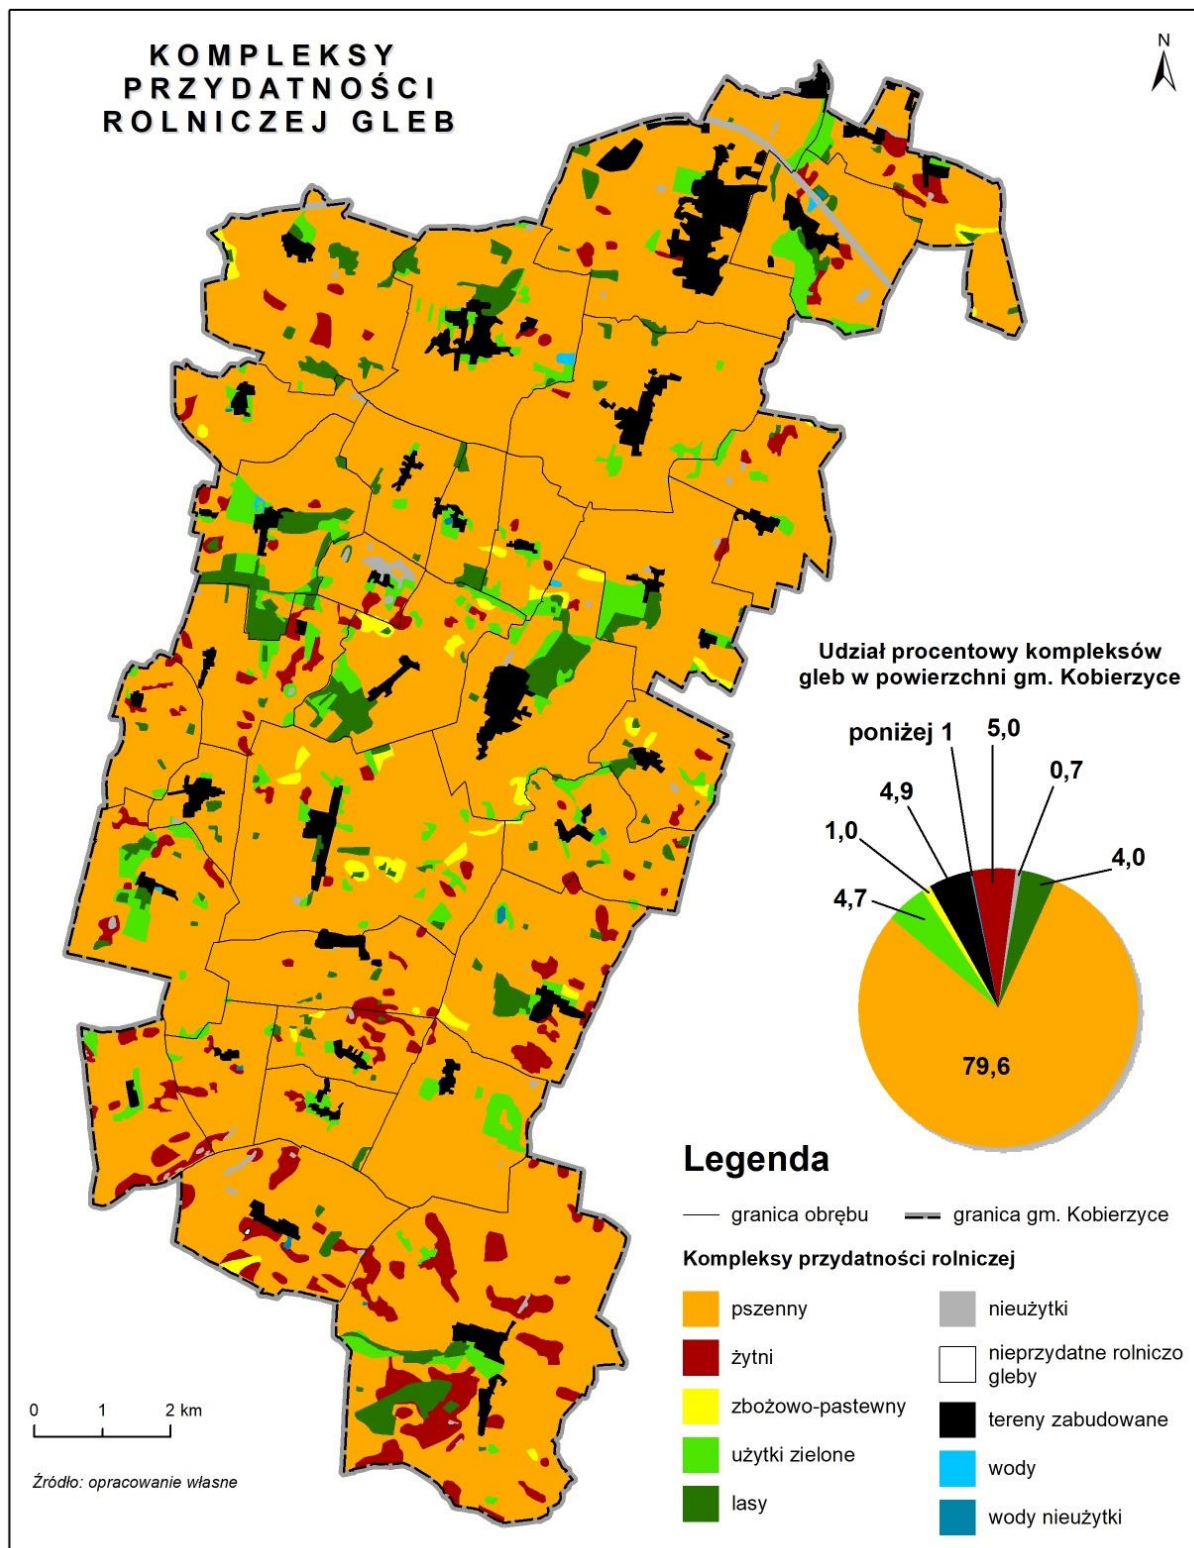 KOMPLEKSY
PRZYDATNOŚCI
ROLNICZEJ GLEB
N
Udział procentowy kompleksów
gleb w powierzchni gm. Kobierzyce
poniżej 1
5,0
0,7
4,9
1,0
4,0
4,7
79,6
Legenda
granica obrębu
granica gm. Kobierzyce
Kompleksy przydatności rolniczej
pszenny
żytni
zbożowo-pastewny
użytki zielone
lasy
nieużytki
nieprzydatne rolniczo
gleby
tereny zabudowane
wody
wody nieużytki
0 1 2 km
Źródło: opracowanie własne